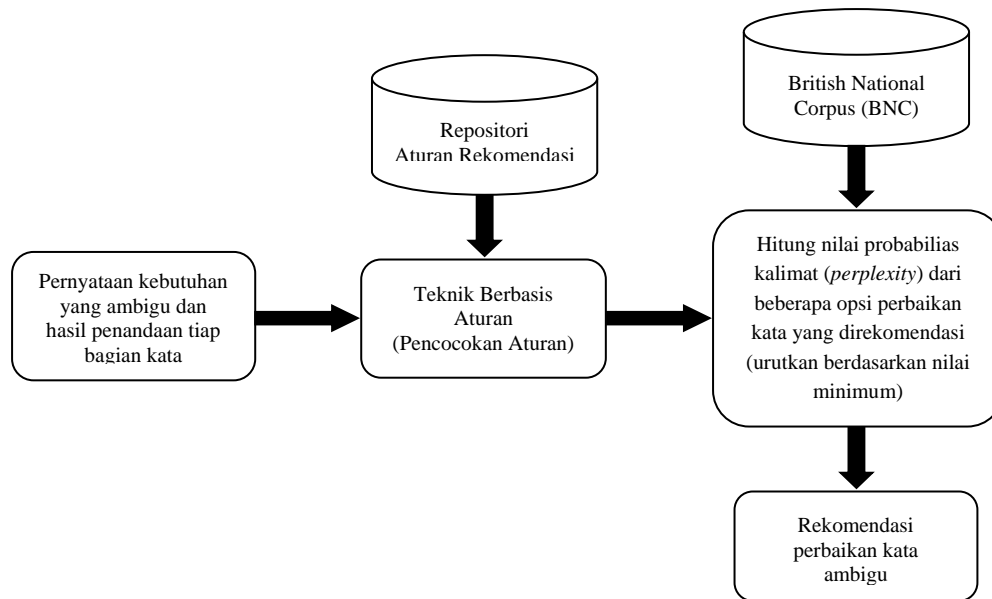 Repositori
Aturan Rekomendasi
British National
Corpus (BNC)
Pernyataan kebutuhan
yang ambigu dan
hasil penandaan tiap
bagian kata
Teknik Berbasis
Aturan
(Pencocokan Aturan)
Hitung nilai probabilias
kalimat (perplexity) dari
beberapa opsi perbaikan
kata yang direkomendasi
(urutkan berdasarkan nilai
minimum)
Rekomendasi
perbaikan kata
ambigu